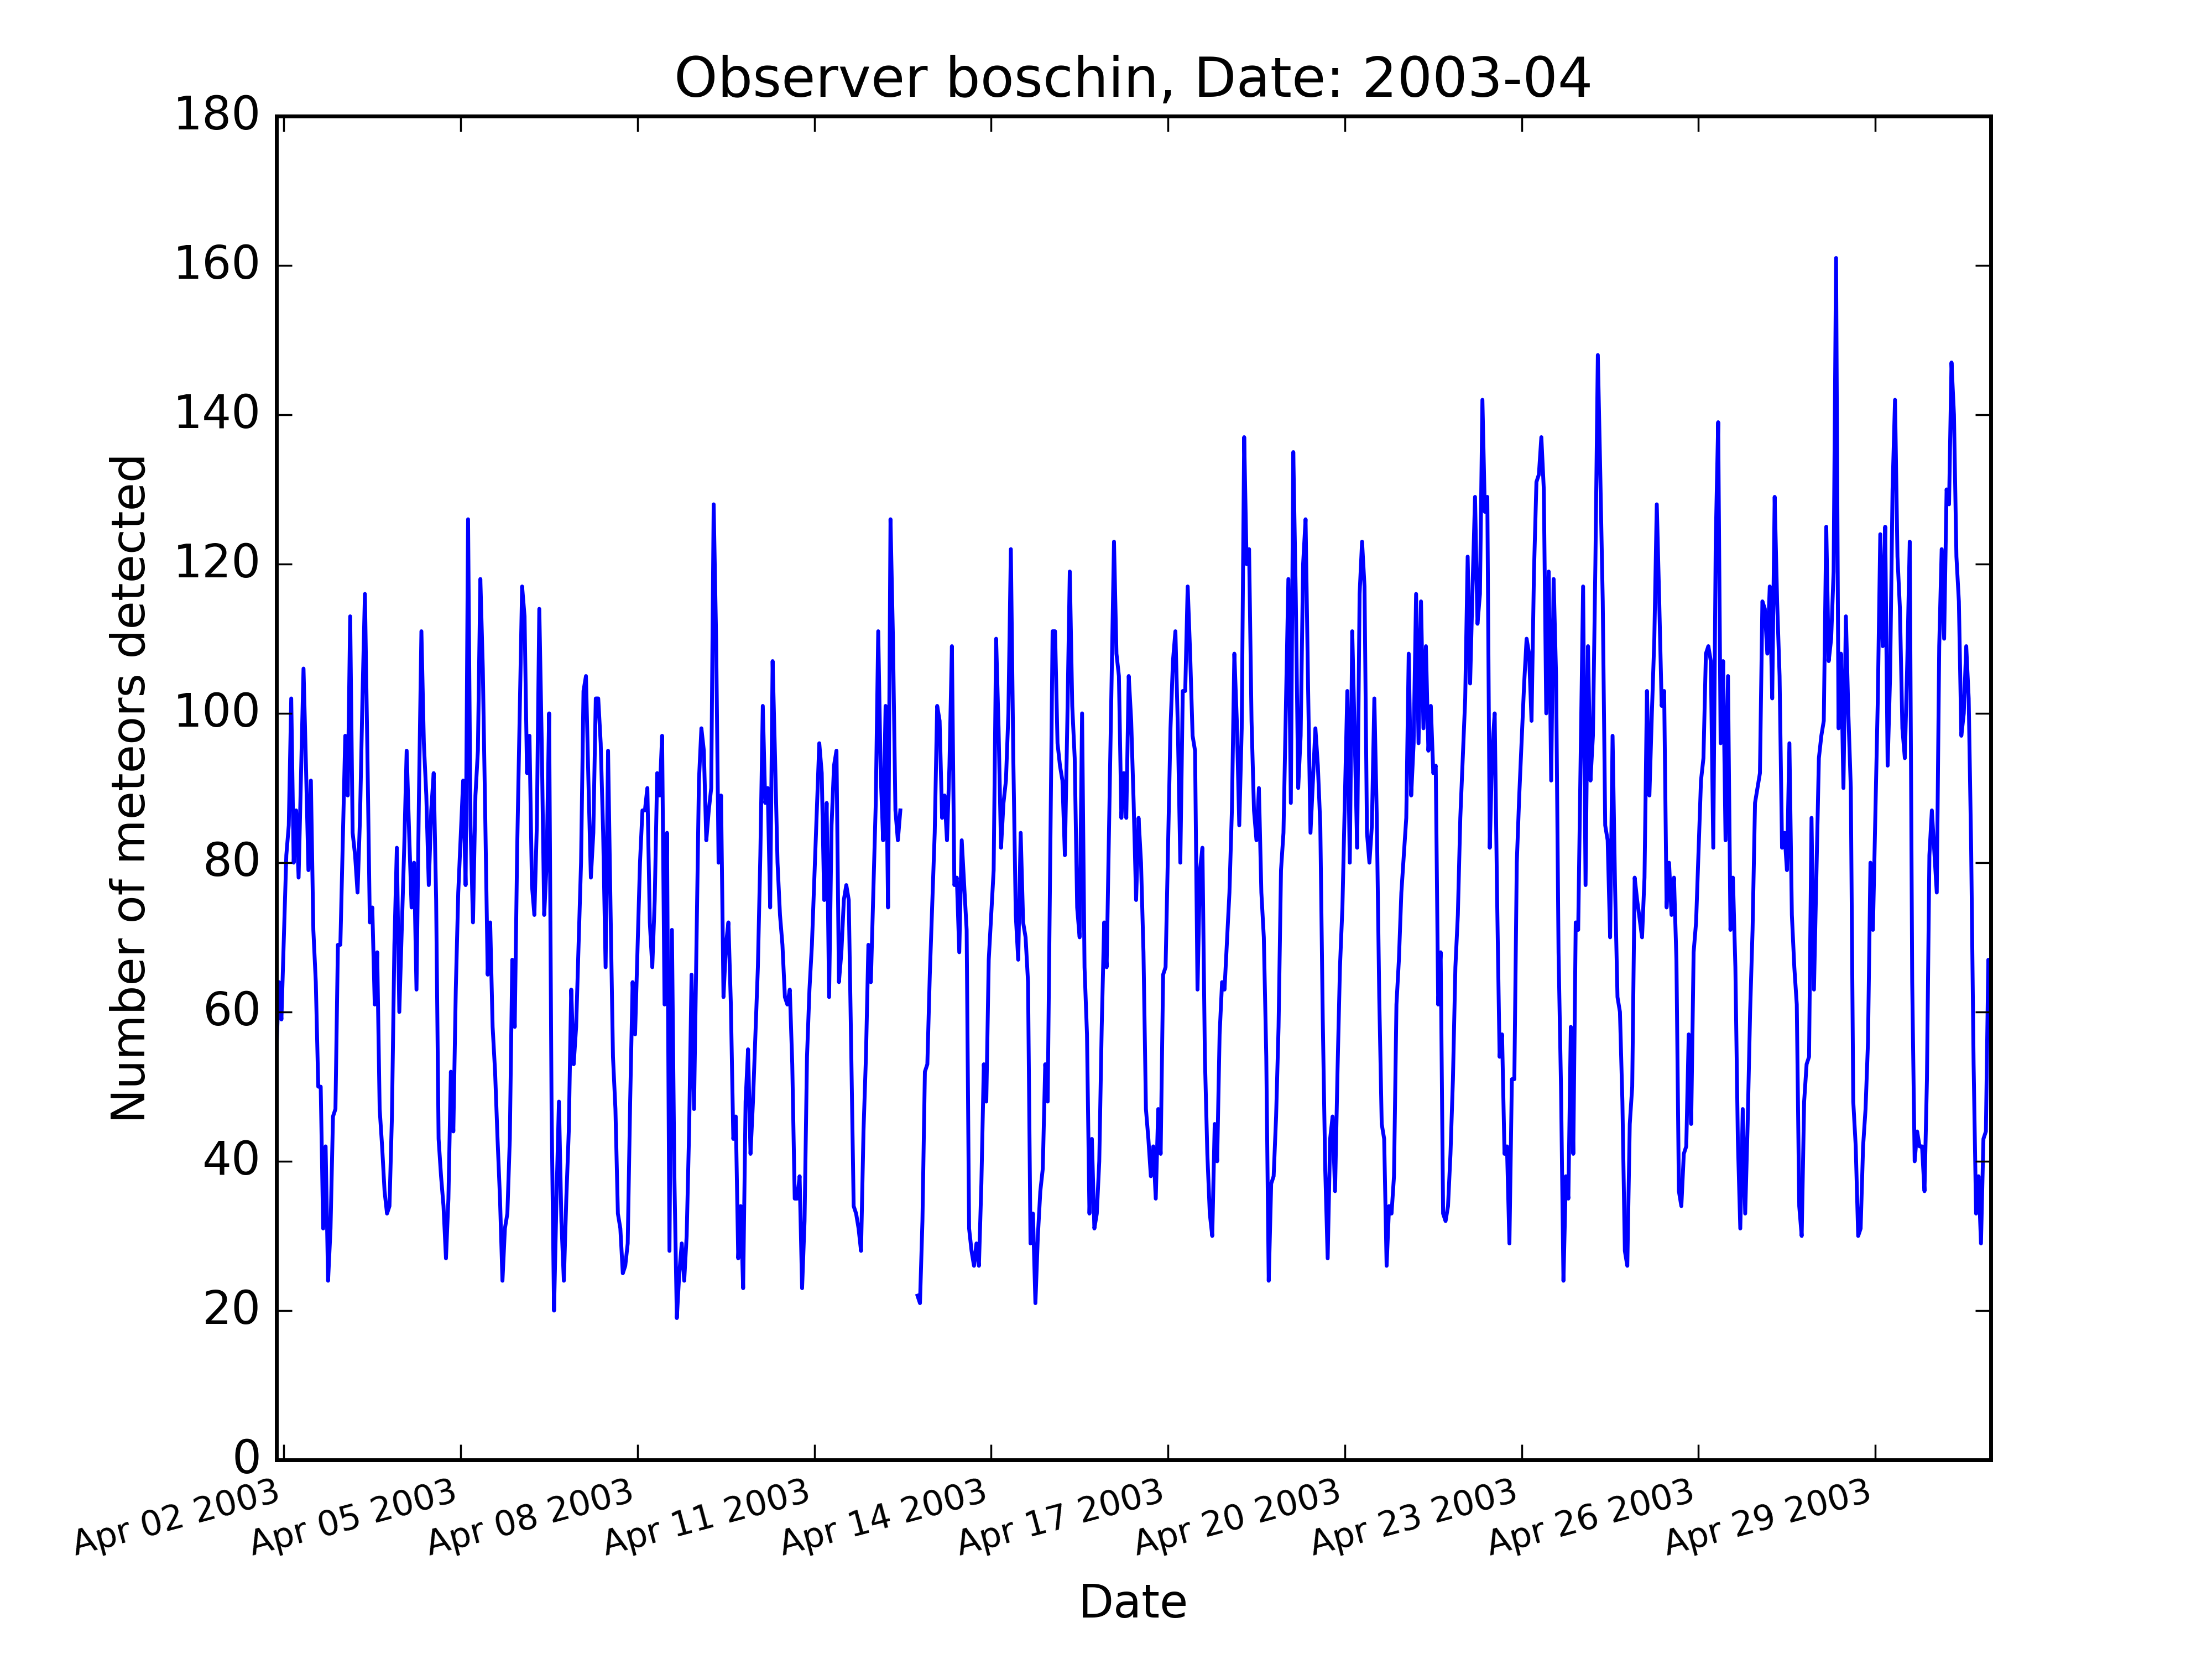 Observer boschin, Date: 2003-04
180
160
140
120
100
80
60
40
20
0
Number of meteors detected
Apr 02 2003
Apr 05 2003
Apr 08 2003
Apr 11 2003
Apr 14 2003
Apr 17 2003
Apr 20 2003
Apr 23 2003
Apr 26 2003
Apr 29 2003
Date